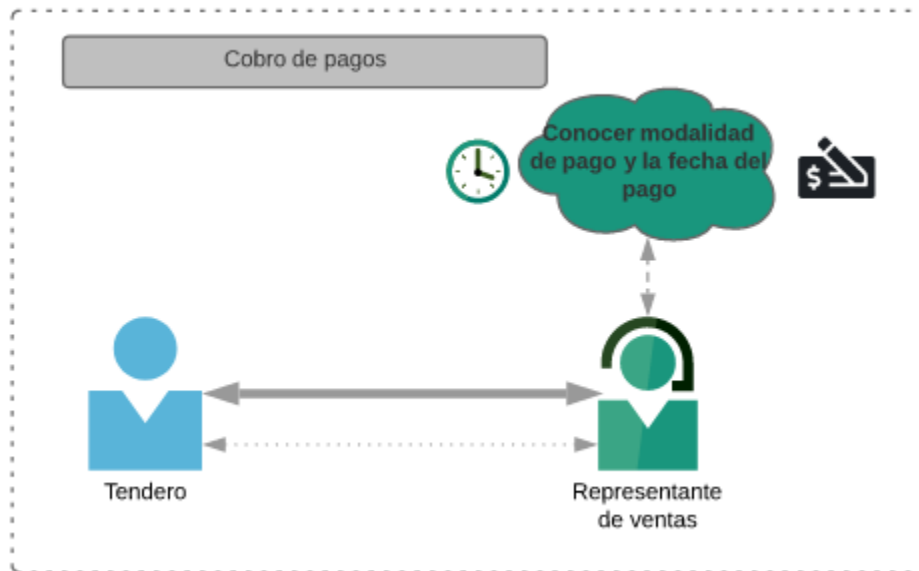 Cobro de pagos
Conocer modalidad
de pago y la fecha del
pago
$
Tendero
Representante
de ventas